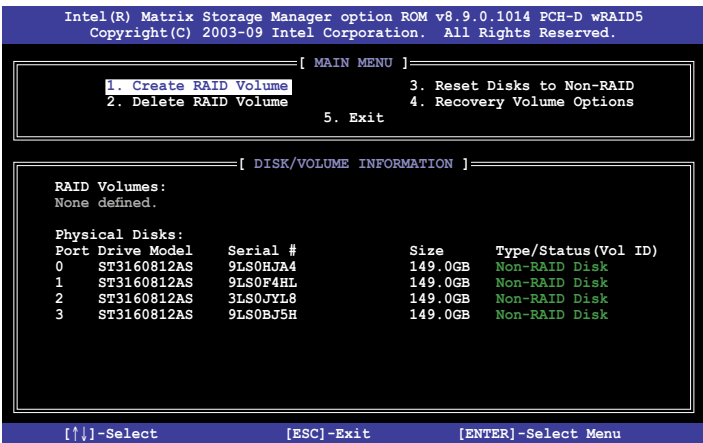 Intel(R) Matrix Storage Manager option ROM v8.9.0.1014 PCH-D wRAID5
Copyright(C) 2003-09 Intel Corporation. All Rights Reserved.
[ MAIN MENU ]
1. Create RAID Volume 3. Reset Disks to Non-RAID
2. Delete RAID Volume 4. Recovery Volume Options
5. Exit
[ DISK/VOLUME INFORMATION ]
RAID Volumes:
None defined.
Physical Disks:
Port Drive Model Serial # Size Type/Status(Vol ID)
0 ST3160812AS 9LS0HJA4 149.0GB Non-RAID Disk
1 ST3160812AS 9LS0F4HL 149.0GB Non-RAID Disk
2 ST3160812AS 3LS0JYL8 149.0GB Non-RAID Disk
3 ST3160812AS 9LS0BJ5H 149.0GB Non-RAID Disk
[↑↓]-Select [ESC]-Exit [ENTER]-Select Menu